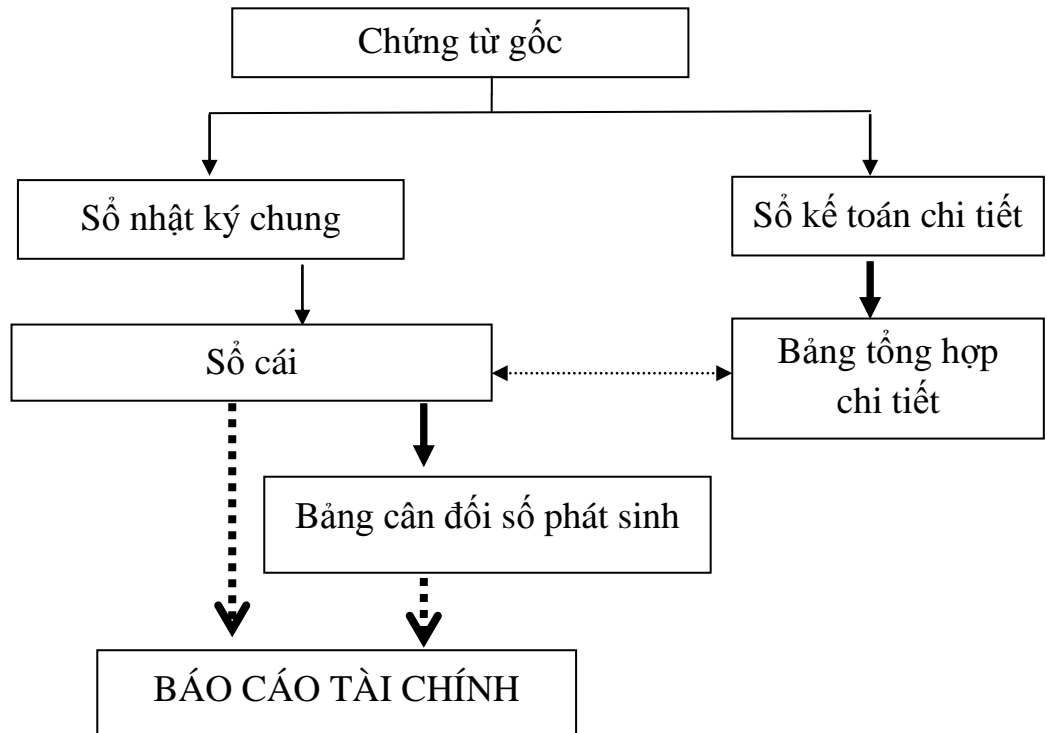 Chứng từ gốc
Sổ nhật ký chung
Sổ kế toán chi tiết
Sổ cái
Bảng tổng hợp
chi tiết
Bảng cân đối số phát sinh
BÁO CÁO TÀI CHÍNH